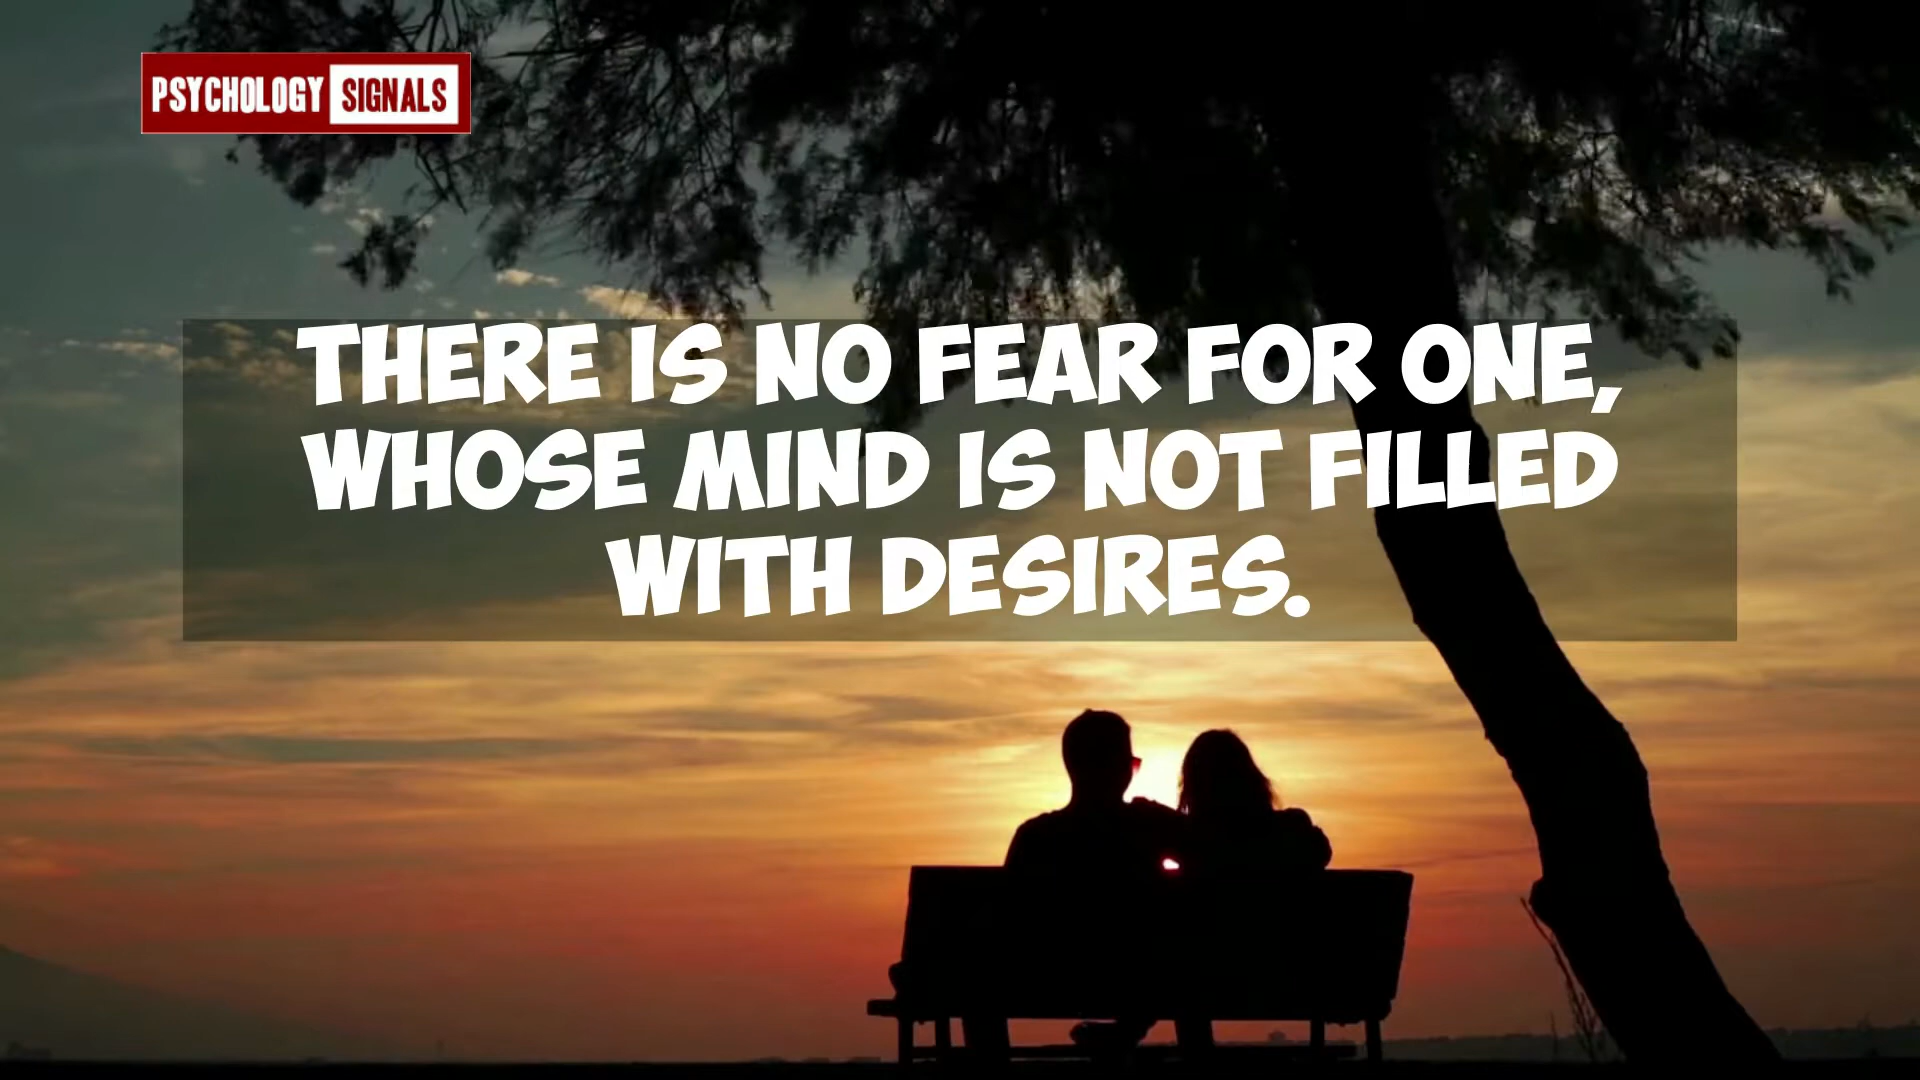 PSYCHOLOGY SIGNALS
THERE IS NO FEAR FOR ONE,
WHOSE MIND IS NOT FILLED
WITH DESIRES.